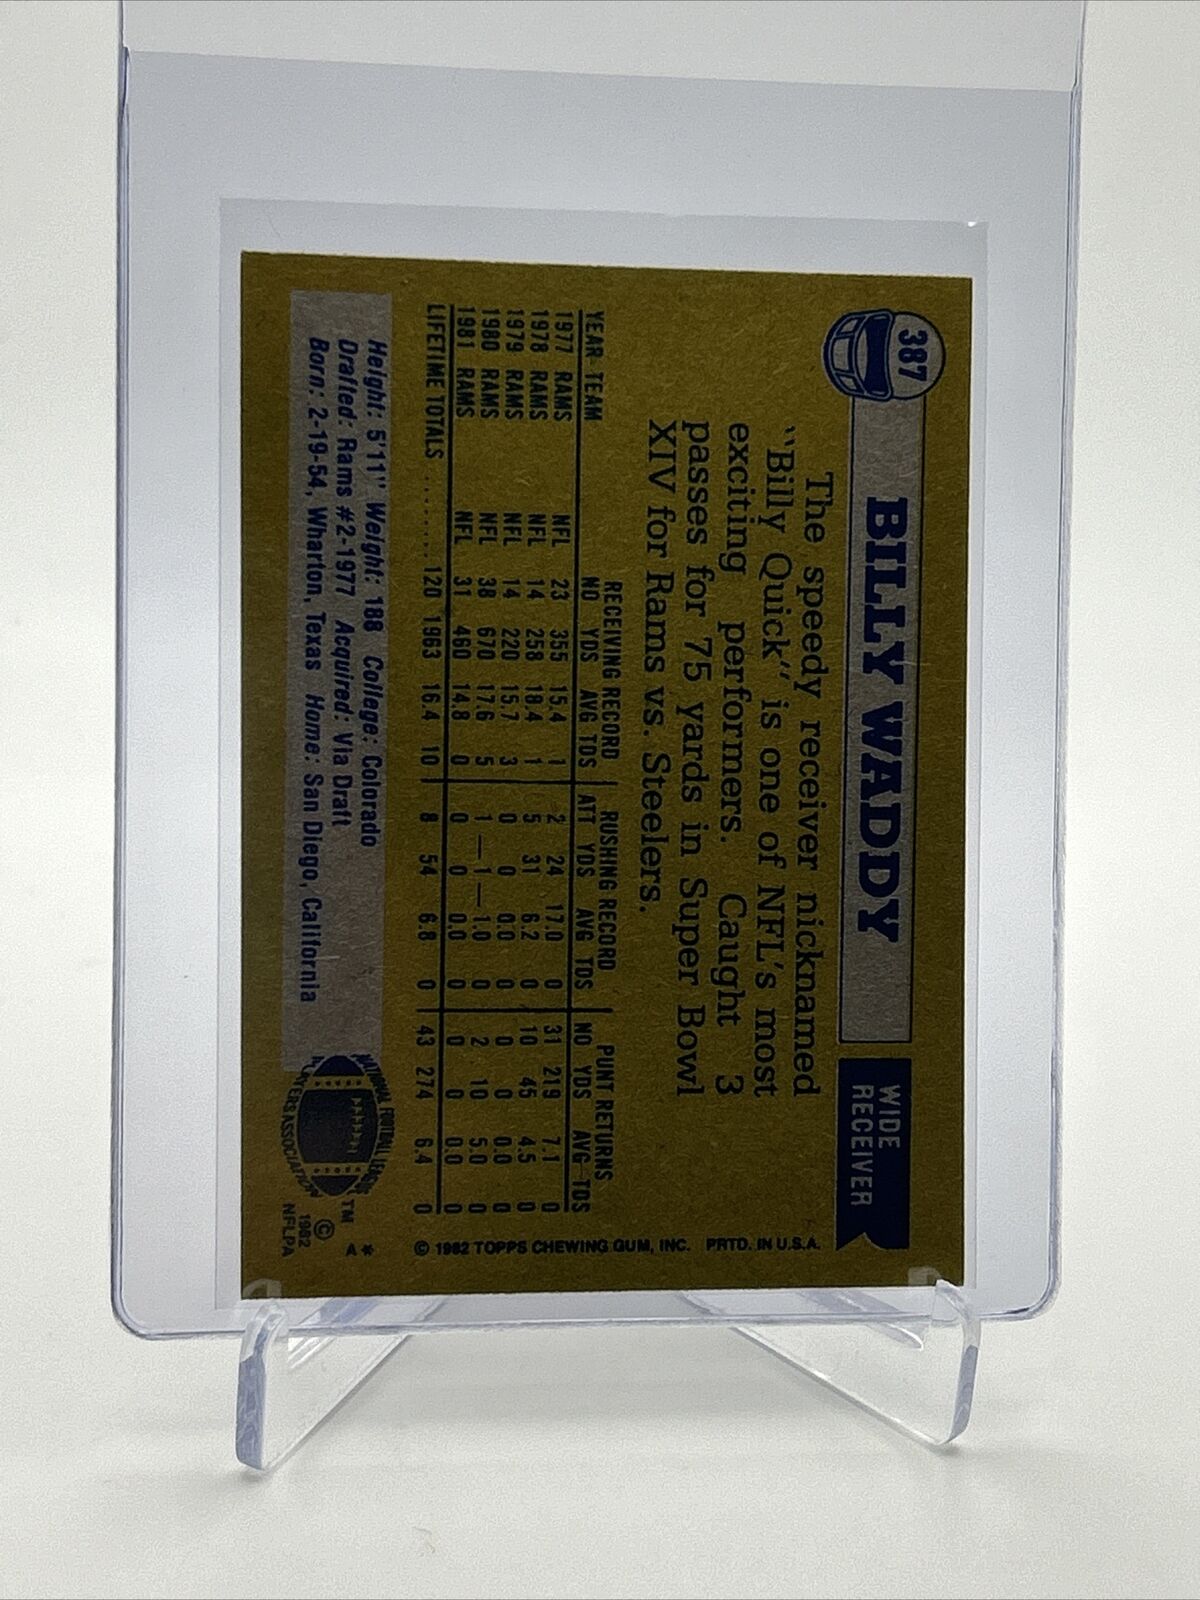 387
BILLY WADDY
WIDE
RECEIVER
The speedy receiver nicknamed
"Billy Quick" is one of NFL's most
exciting performers. Caught 3
passes for 75 yards in Super Bowl
XIV for Rams vs. Steelers.
RECEIVING RECORD RUSHING RECORD PUNT RETURNS
YEAR TEAM NO YDS AVG TDS ATT YDS AVG TDS NO YDS AVG TDS
1977 RAMS NFL 23 355 15.4 1 2 24 17.0 0 31 219 7.1 0
1978 RAMS NFL 14 258 18.4 1 5 31 6.2 0 10 45 4.5 0
1979 RAMS NFL 14 220 15.7 3 0 0 0.0 0 0 0 0.0 0
1980 RAMS NFL 38 670 17.6 5 1 —1 —1.0 0 2 10 5.0 0
1981 RAMS NFL 31 460 14.8 0 0 0 0.0 0 0 0 0.0 0
LIFETIME TOTALS ........ 120 1963 16.4 10 8 54 6.8 0 43 274 6.4 0
Height: 5'11" Weight: 188 College: Colorado
Drafted: Rams #2-1977 Acquired: Via Draft
Born: 2-19-54, Wharton, Texas Home: San Diego, California
NATIONAL FOOTBALL LEAGUE
PLAYERS ASSOCIATION
TM
© 1982
NFLPA
A*
© 1982 TOPPS CHEWING GUM, INC. PRTD. IN U.S.A.